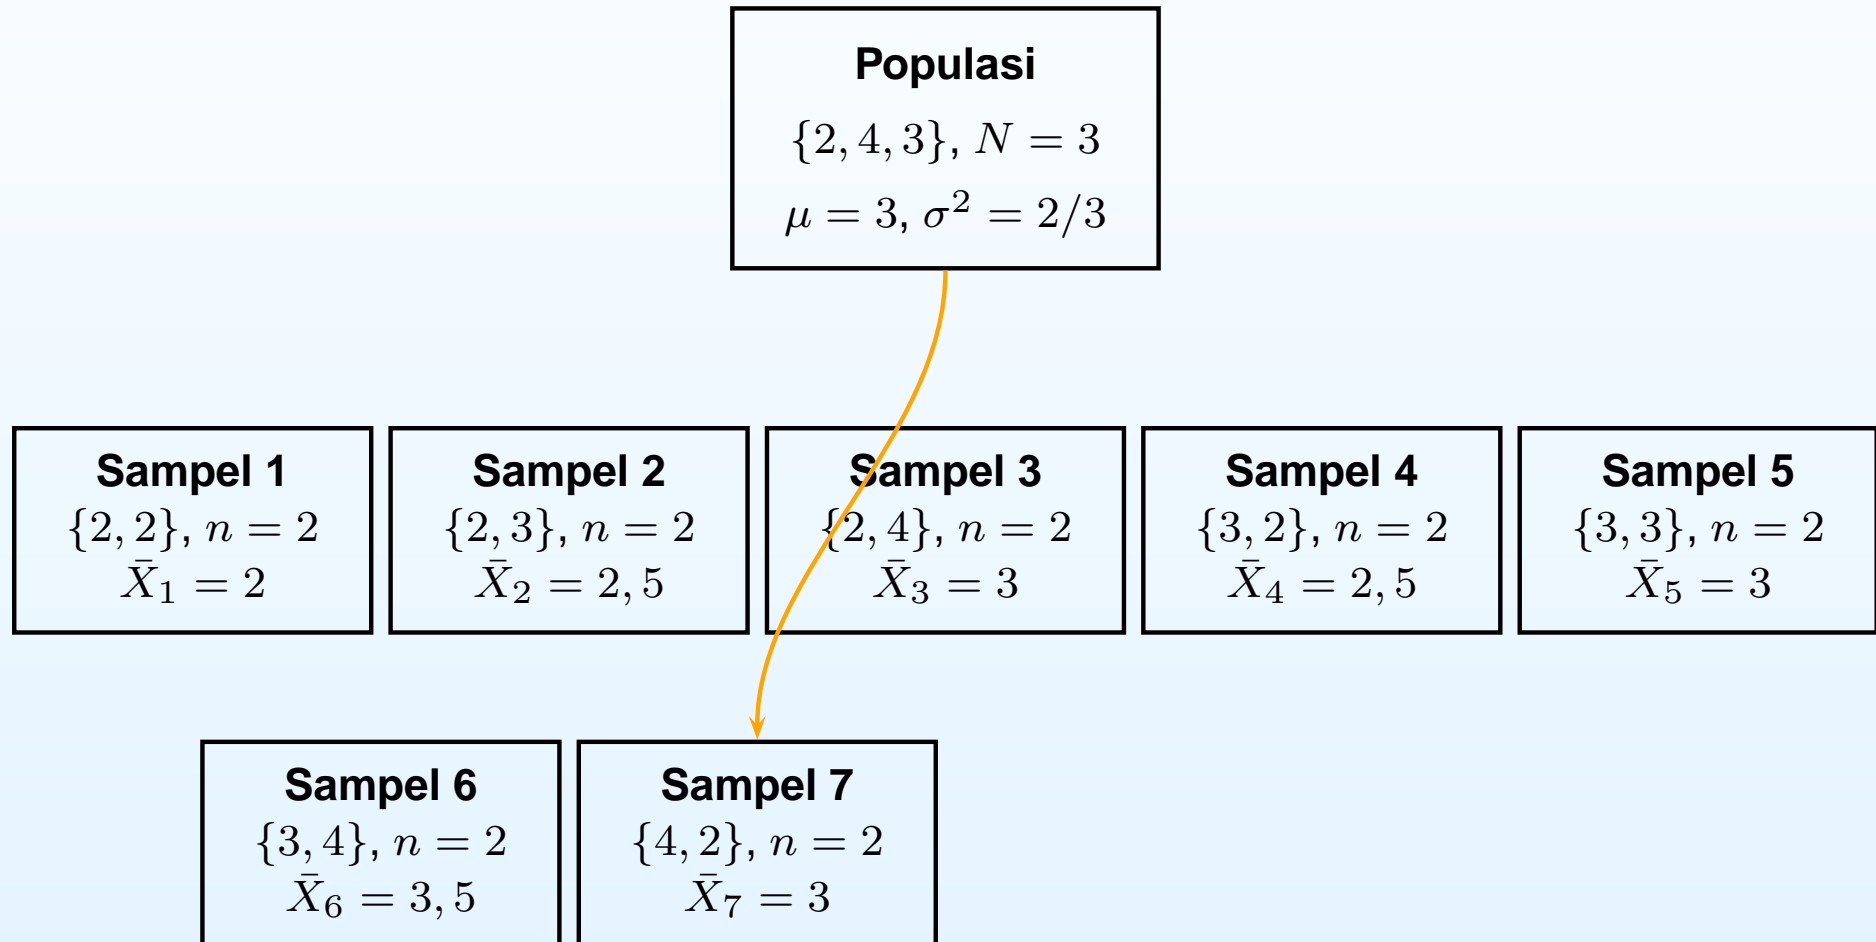 Populasi
{2, 4, 3}, N = 3
μ = 3, σ² = 2/3
Sampel 1
{2, 2}, n = 2
X̄₁ = 2
Sampel 2
{2, 3}, n = 2
X̄₂ = 2, 5
Sampel 3
{2, 4}, n = 2
X̄₃ = 3
Sampel 4
{3, 2}, n = 2
X̄₄ = 2, 5
Sampel 5
{3, 3}, n = 2
X̄₅ = 3
Sampel 6
{3, 4}, n = 2
X̄₆ = 3, 5
Sampel 7
{4, 2}, n = 2
X̄₇ = 3